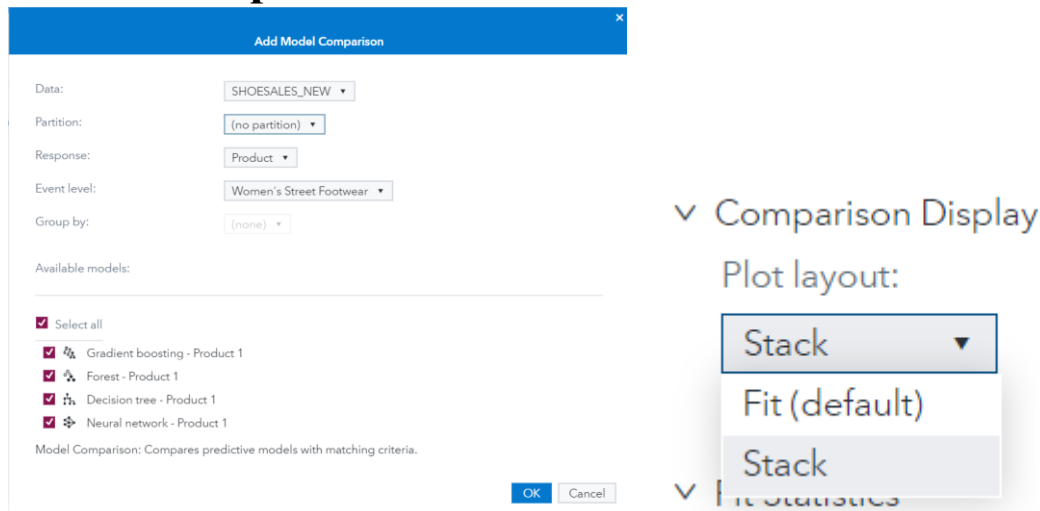 Add Model Comparison
Data: SHOESALES_NEW
Partition: (no partition)
Response: Product
Event level: Women's Street Footwear
Group by: (none)
Available models:
Select all
Gradient boosting - Product 1
Forest - Product 1
Decision tree - Product 1
Neural network - Product 1
Model Comparison: Compares predictive models with matching criteria.
OK Cancel
Comparison Display
Plot layout:
Stack
Fit (default)
Stack
Fit Statistics